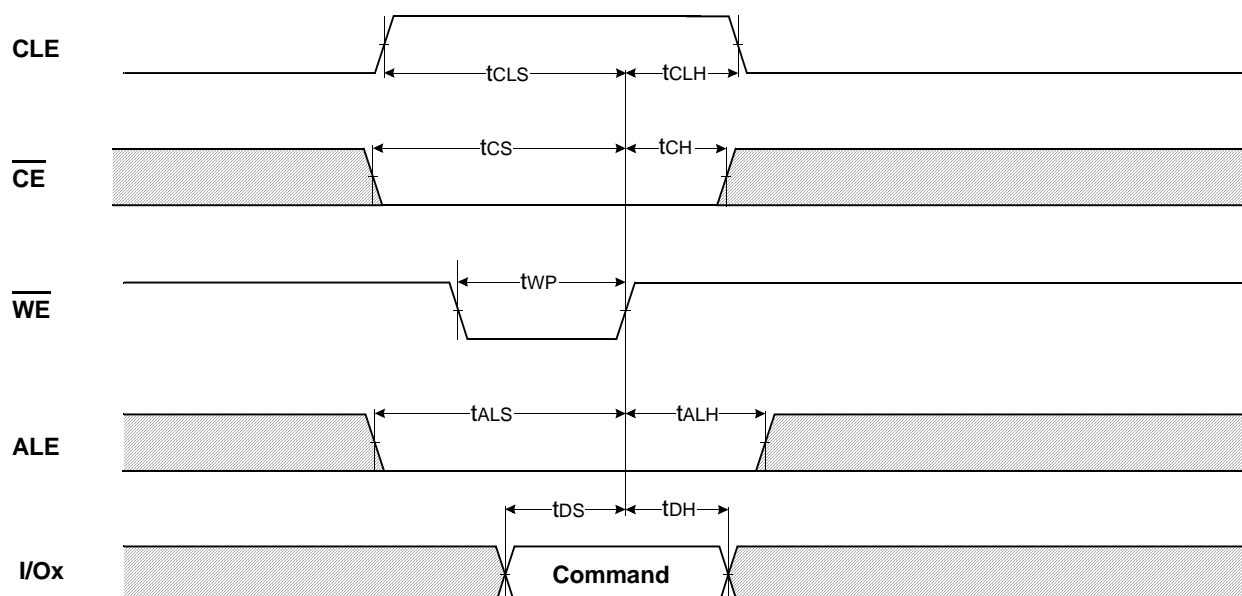 CLE
tCLS
tCLH
CE
tCS
tCH
WE
tWP
ALE
tALS
tALH
I/Ox
tDS
tDH
Command